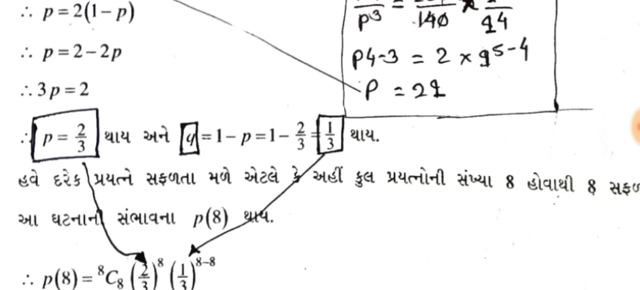 ∴ p = 2(1−p)
∴ p = 2−2p
∴ 3p = 2
p4-3 = 2 × q5-4
p = 2q
∴ p = 2/3 થાય અને q = 1 − p = 1 − 2/3 = 1/3 થાય.
હવે દરેક પ્રયત્ને સફળતા મળે એટલે કે અહીં કુલ પ્રયત્નોની સંખ્યા 8 હોવાથી 8
આ ઘટનાની સંભાવના p(8) થાય.
∴ p(8) = ⁸C₈ (2/3)⁸ (1/3)⁸⁻⁸